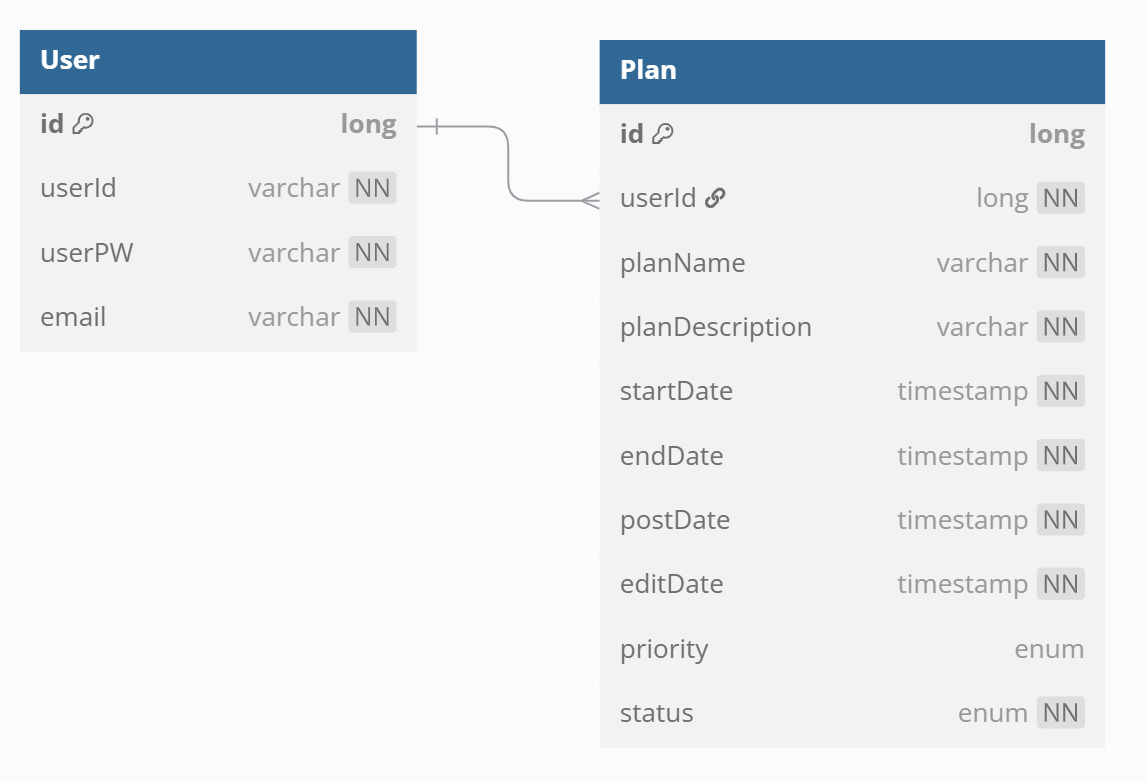 User
id long
userId varchar NN
userPW varchar NN
email varchar NN
Plan
id long
userId long NN
planName varchar NN
planDescription varchar NN
startDate timestamp NN
endDate timestamp NN
postDate timestamp NN
editDate timestamp NN
priority enum
status enum NN